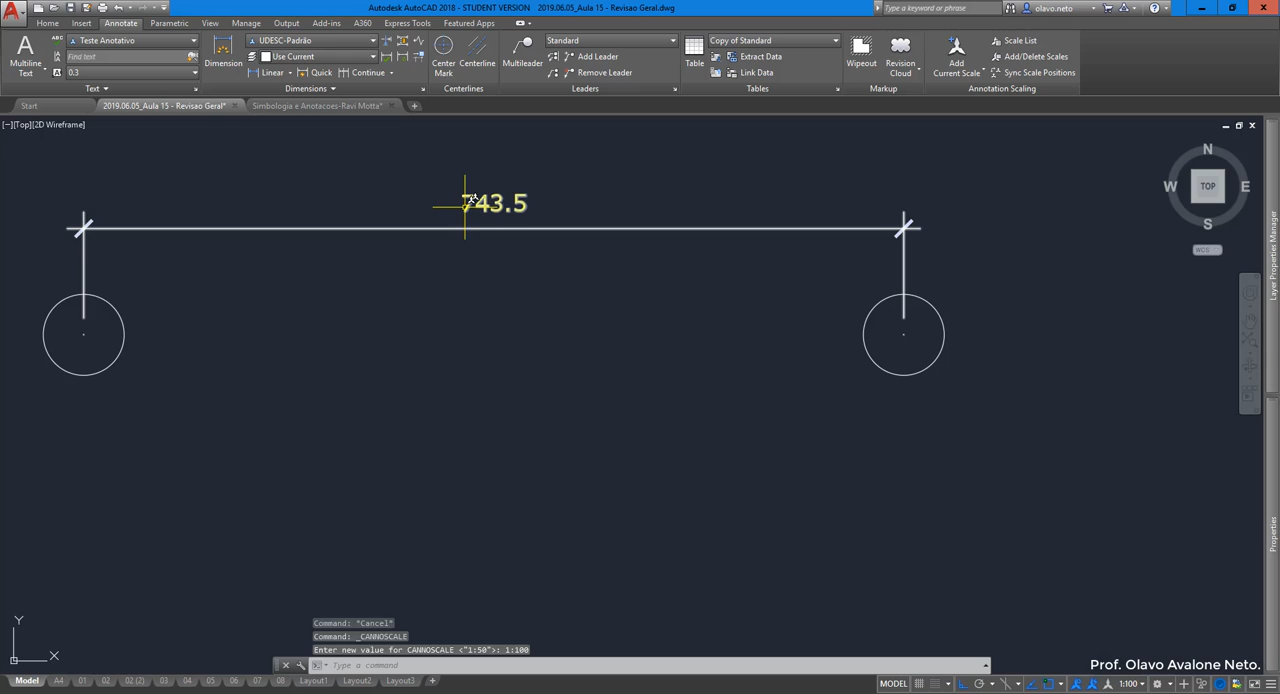 Autodesk AutoCAD 2018 - STUDENT VERSION 2019.06.05_Aula 15 - Revisao Geral.dwg
Type a keyword or phrase
olavo.neto
Home Insert Annotate Parametric View Manage Output Add-ins A360 Express Tools Featured Apps
Multiline
Text
Teste Anotativo
Find text
0.3
Text
Dimension
UDESC-Padrão
Use Current
Linear
Quick
Continue
Dimensions
Center
Mark
Centerline
Centerlines
Multileader
Standard
Add Leader
Remove Leader
Leaders
Table
Copy of Standard
Extract Data
Link Data
Tables
Wipeout
Revision
Cloud
Markup
Add
Current Scale
Scale List
Add/Delete Scales
Sync Scale Positions
Annotation Scaling
Start
2019.06.05_Aula 15 - Revisao Geral*
Simbologia e Anotacoes-Ravi Motta*
[−][Top][2D Wireframe]
N
W
TOP
E
S
WCS
743.5
Layer Properties Manager
Properties
Y
X
Command: *Cancel*
Command: _CANNOSCALE
Enter new value for CANNOSCALE <"1:50">: 1:100
Type a command
Prof. Olavo Avalone Neto.
Model A4 01 02 02 (2) 03 04 05 06 07 08 Layout1 Layout2 Layout3
MODEL
1:100